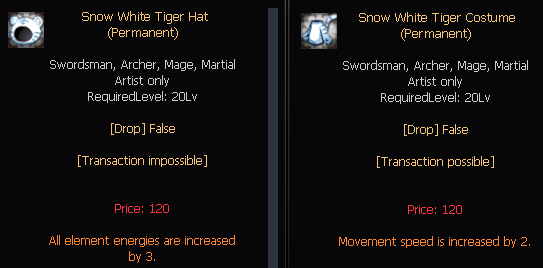 Snow White Tiger Hat
(Permanent)
Swordsman, Archer, Mage, Martial
Artist only
RequiredLevel: 20Lv
[Drop] False
[Transaction impossible]
Price: 120
All element energies are increased
by 3.
Snow White Tiger Costume
(Permanent)
Swordsman, Archer, Mage, Martial
Artist only
RequiredLevel: 20Lv
[Drop] False
[Transaction possible]
Price: 120
Movement speed is increased by 2.